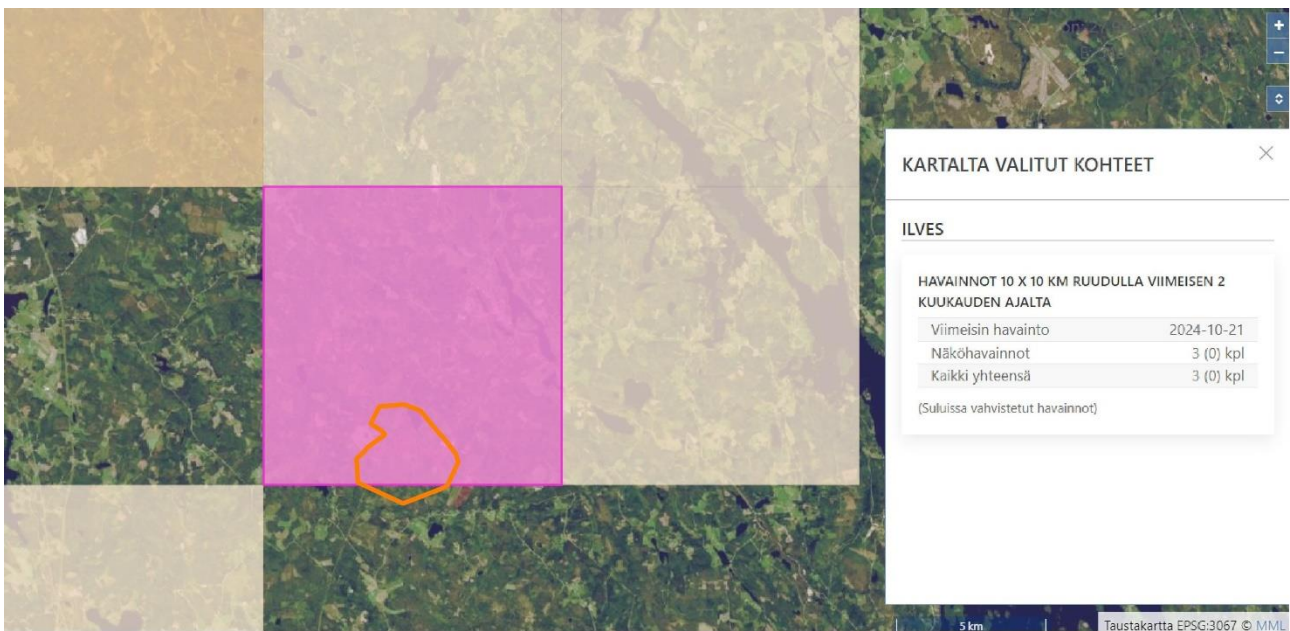 KARTALTA VALITUT KOHTEET
ILVES
HAVAINNOT 10 X 10 KM RUUDULLA VIIMEISEN 2
KUUKAUDEN AJALTA
Viimeisin havainto 2024-10-21
Näköhavainnot 3 (0) kpl
Kaikki yhteensä 3 (0) kpl
(Suluissa vahvistetut havainnot)
5 km
Taustakartta EPSG:3067 © MML